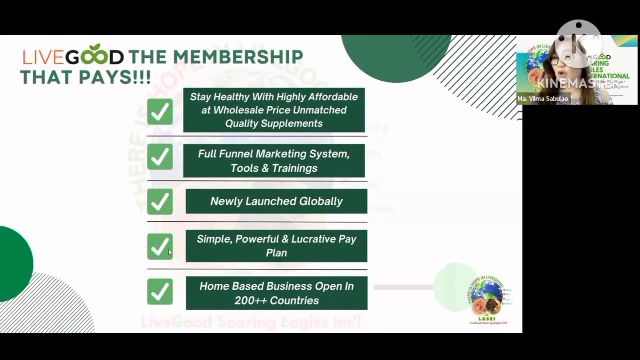 LIVEGOOD THE MEMBERSHIP
THAT PAYS!!!
Stay Healthy With Highly Affordable
at Wholesale Price Unmatched
Quality Supplements
Full Funnel Marketing System,
Tools & Trainings
Newly Launched Globally
Simple, Powerful & Lucrative Pay
Plan
Home Based Business Open In
200++ Countries
LiveGood Soaring Eagles Int'l
LGSEI
KINEMASTER
Ma. Vilma Sabulao